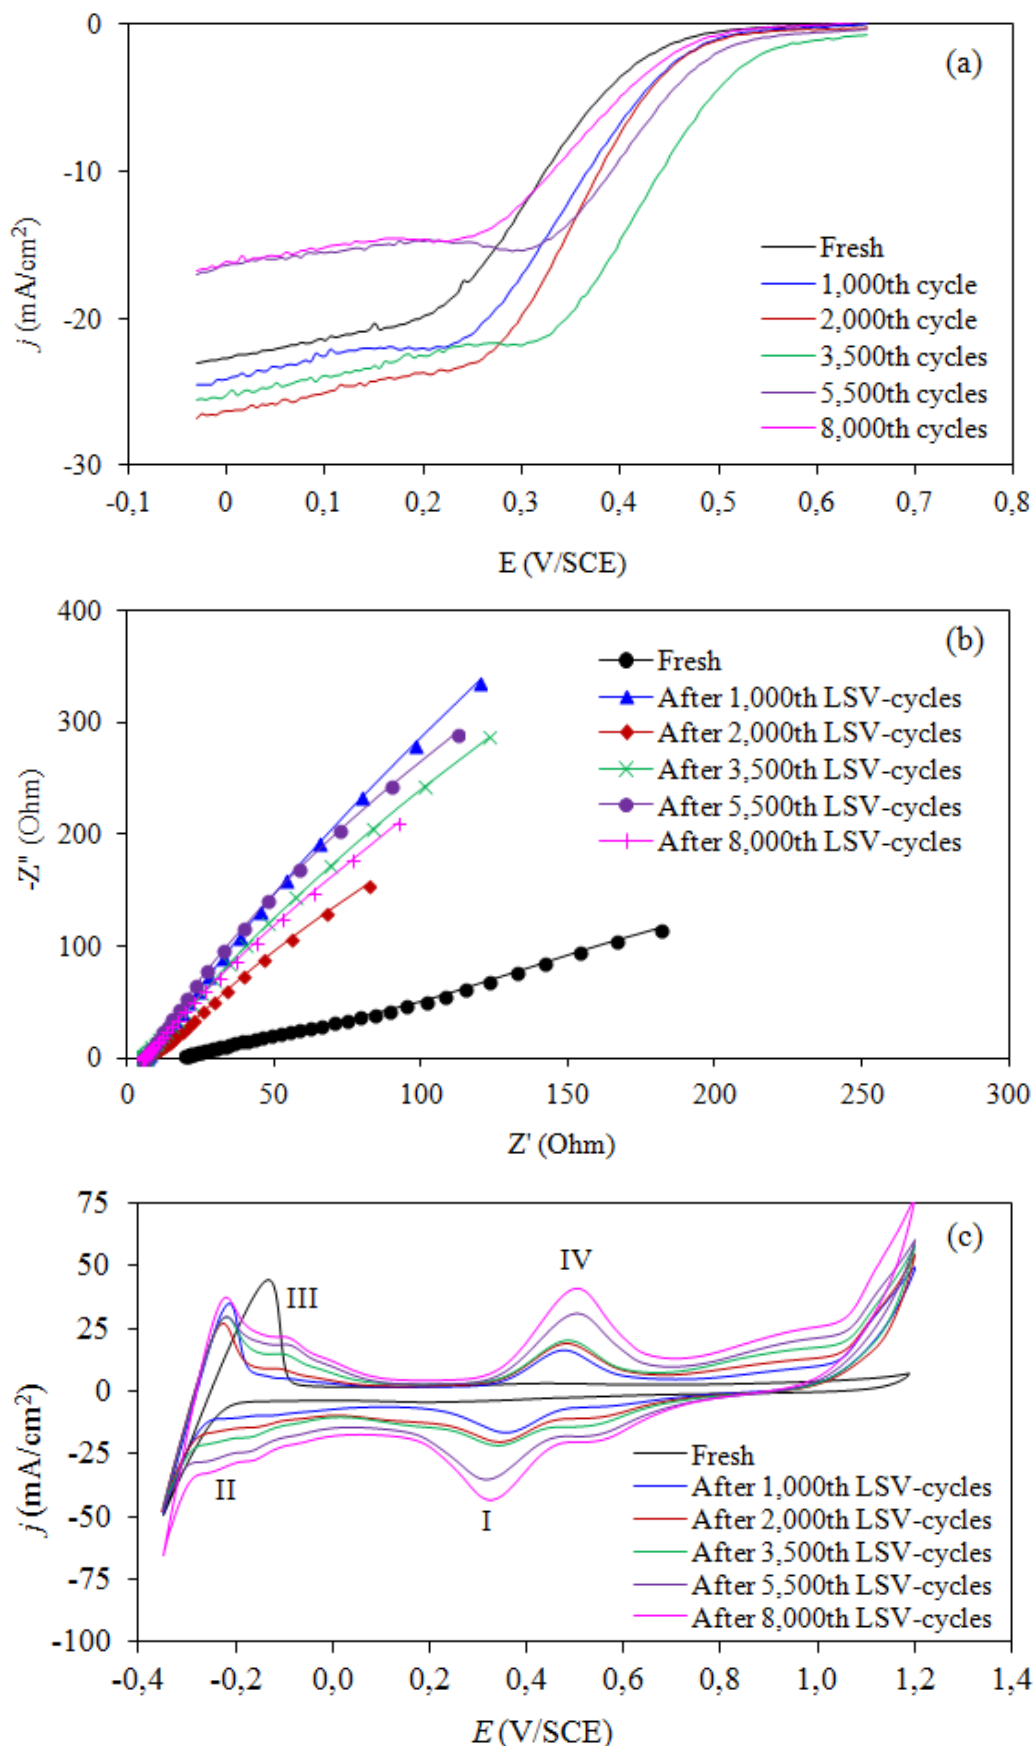 (a)
0
-10
-20
-30
j (mA/cm2)
Fresh
1,000th cycle
2,000th cycle
3,500th cycles
5,500th cycles
8,000th cycles
-0,1 0 0,1 0,2 0,3 0,4 0,5 0,6 0,7 0,8
E (V/SCE)
(b)
400
300
200
100
0
-Z'' (Ohm)
Fresh
After 1,000th LSV-cycles
After 2,000th LSV-cycles
After 3,500th LSV-cycles
After 5,500th LSV-cycles
After 8,000th LSV-cycles
0 50 100 150 200 250 300
Z' (Ohm)
(c)
75
50
25
0
-25
-50
-75
-100
j (mA/cm2)
IV
III
II
I
Fresh
After 1,000th LSV-cycles
After 2,000th LSV-cycles
After 3,500th LSV-cycles
After 5,500th LSV-cycles
After 8,000th LSV-cycles
-0,4 -0,2 0,0 0,2 0,4 0,6 0,8 1,0 1,2 1,4
E (V/SCE)